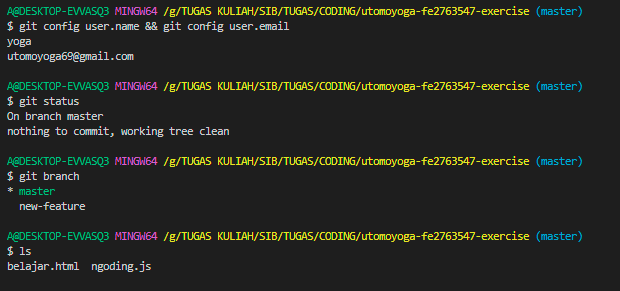 A@DESKTOP-EVVASQ3 MINGW64 /g/TUGAS KULIAH/SIB/TUGAS/CODING/utomoyoga-fe2763547-exercise (master)
$ git config user.name && git config user.email
yoga
utomoyoga69@gmail.com
A@DESKTOP-EVVASQ3 MINGW64 /g/TUGAS KULIAH/SIB/TUGAS/CODING/utomoyoga-fe2763547-exercise (master)
$ git status
On branch master
nothing to commit, working tree clean
A@DESKTOP-EVVASQ3 MINGW64 /g/TUGAS KULIAH/SIB/TUGAS/CODING/utomoyoga-fe2763547-exercise (master)
$ git branch
* master
  new-feature
A@DESKTOP-EVVASQ3 MINGW64 /g/TUGAS KULIAH/SIB/TUGAS/CODING/utomoyoga-fe2763547-exercise (master)
$ ls
belajar.html  ngoding.js